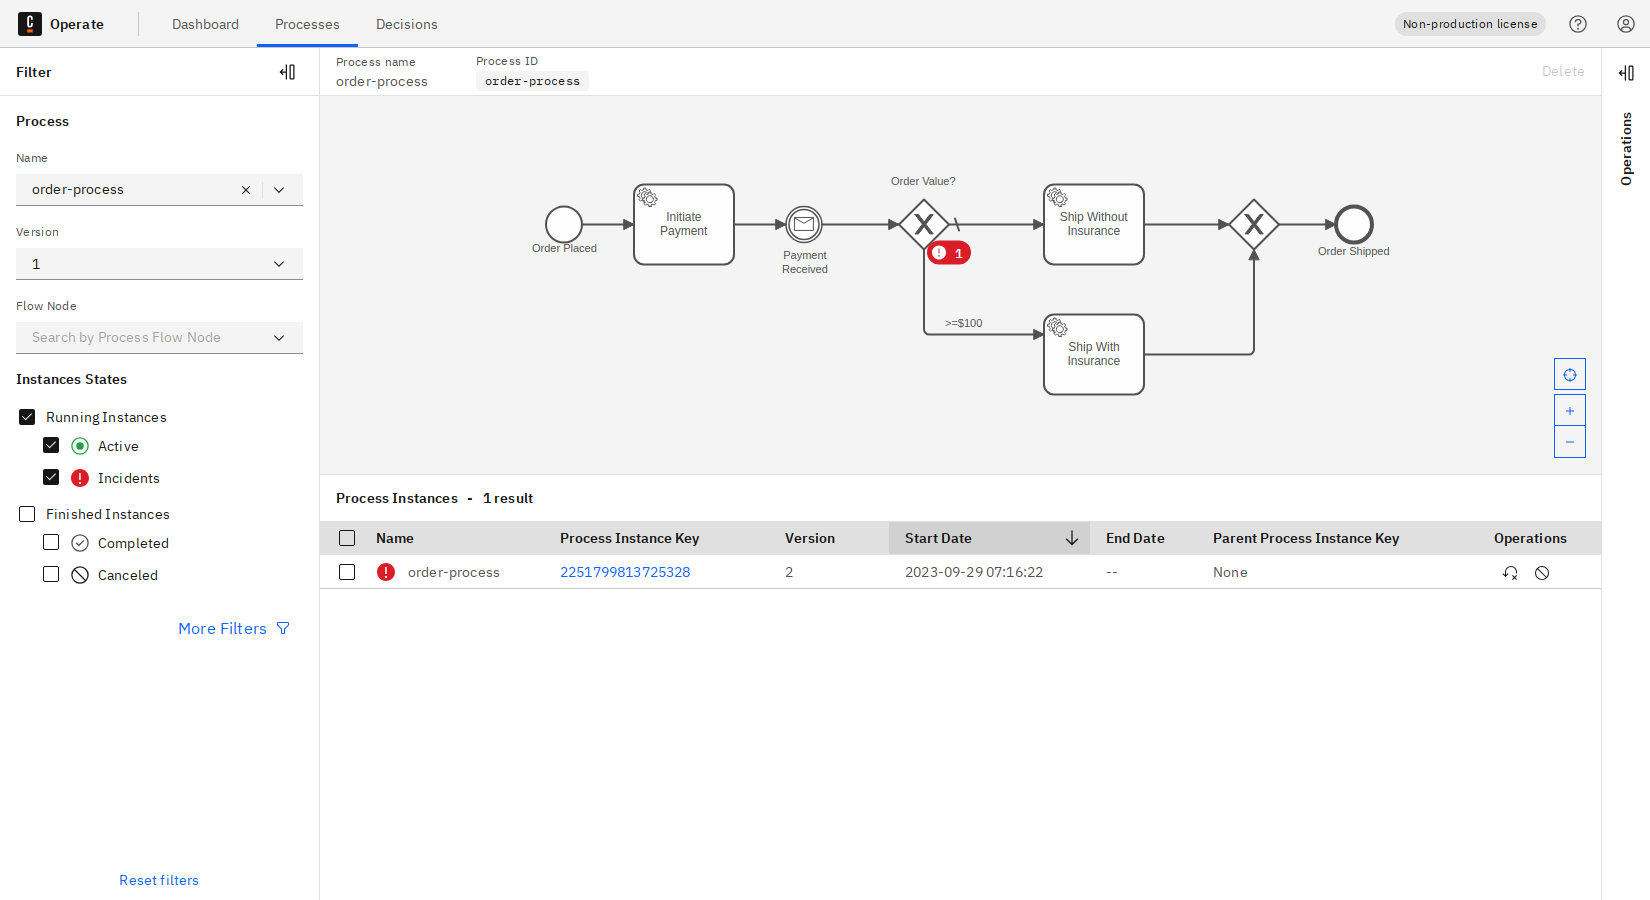 Operate
Dashboard
Processes
Decisions
Non-production license
Filter
Process name
order-process
Process ID
order-process
Delete
Operations
Process
Name
order-process
Version
1
Flow Node
Search by Process Flow Node
Instances States
Running Instances
Active
Incidents
Finished Instances
Completed
Canceled
More Filters
Reset filters
Order Placed
Initiate
Payment
Payment
Received
Order Value?
1
>=$100
Ship Without
Insurance
Ship With
Insurance
Order Shipped
Process Instances - 1 result
Name Process Instance Key Version Start Date End Date Parent Process Instance Key Operations
order-process 2251799813725328 2 2023-09-29 07:16:22 -- None